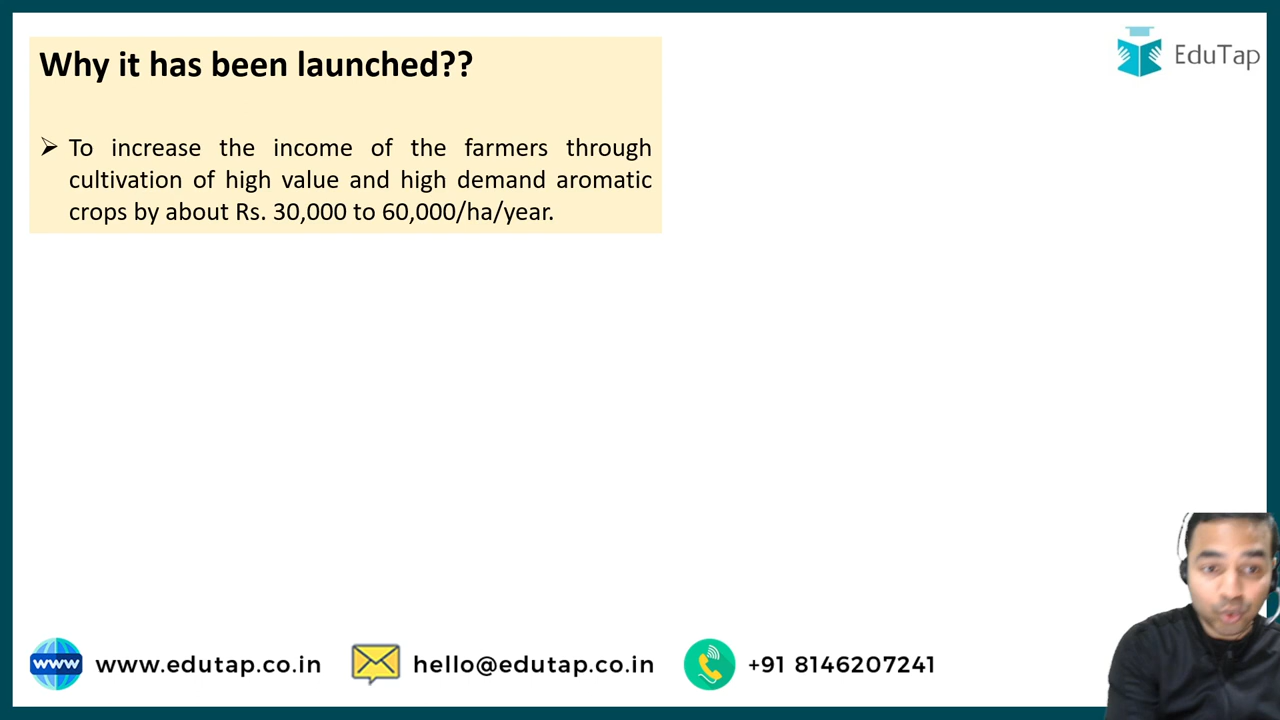 Why it has been launched??
EduTap
➢ To increase the income of the farmers through
cultivation of high value and high demand aromatic
crops by about Rs. 30,000 to 60,000/ha/year.
www www.edutap.co.in hello@edutap.co.in +91 8146207241